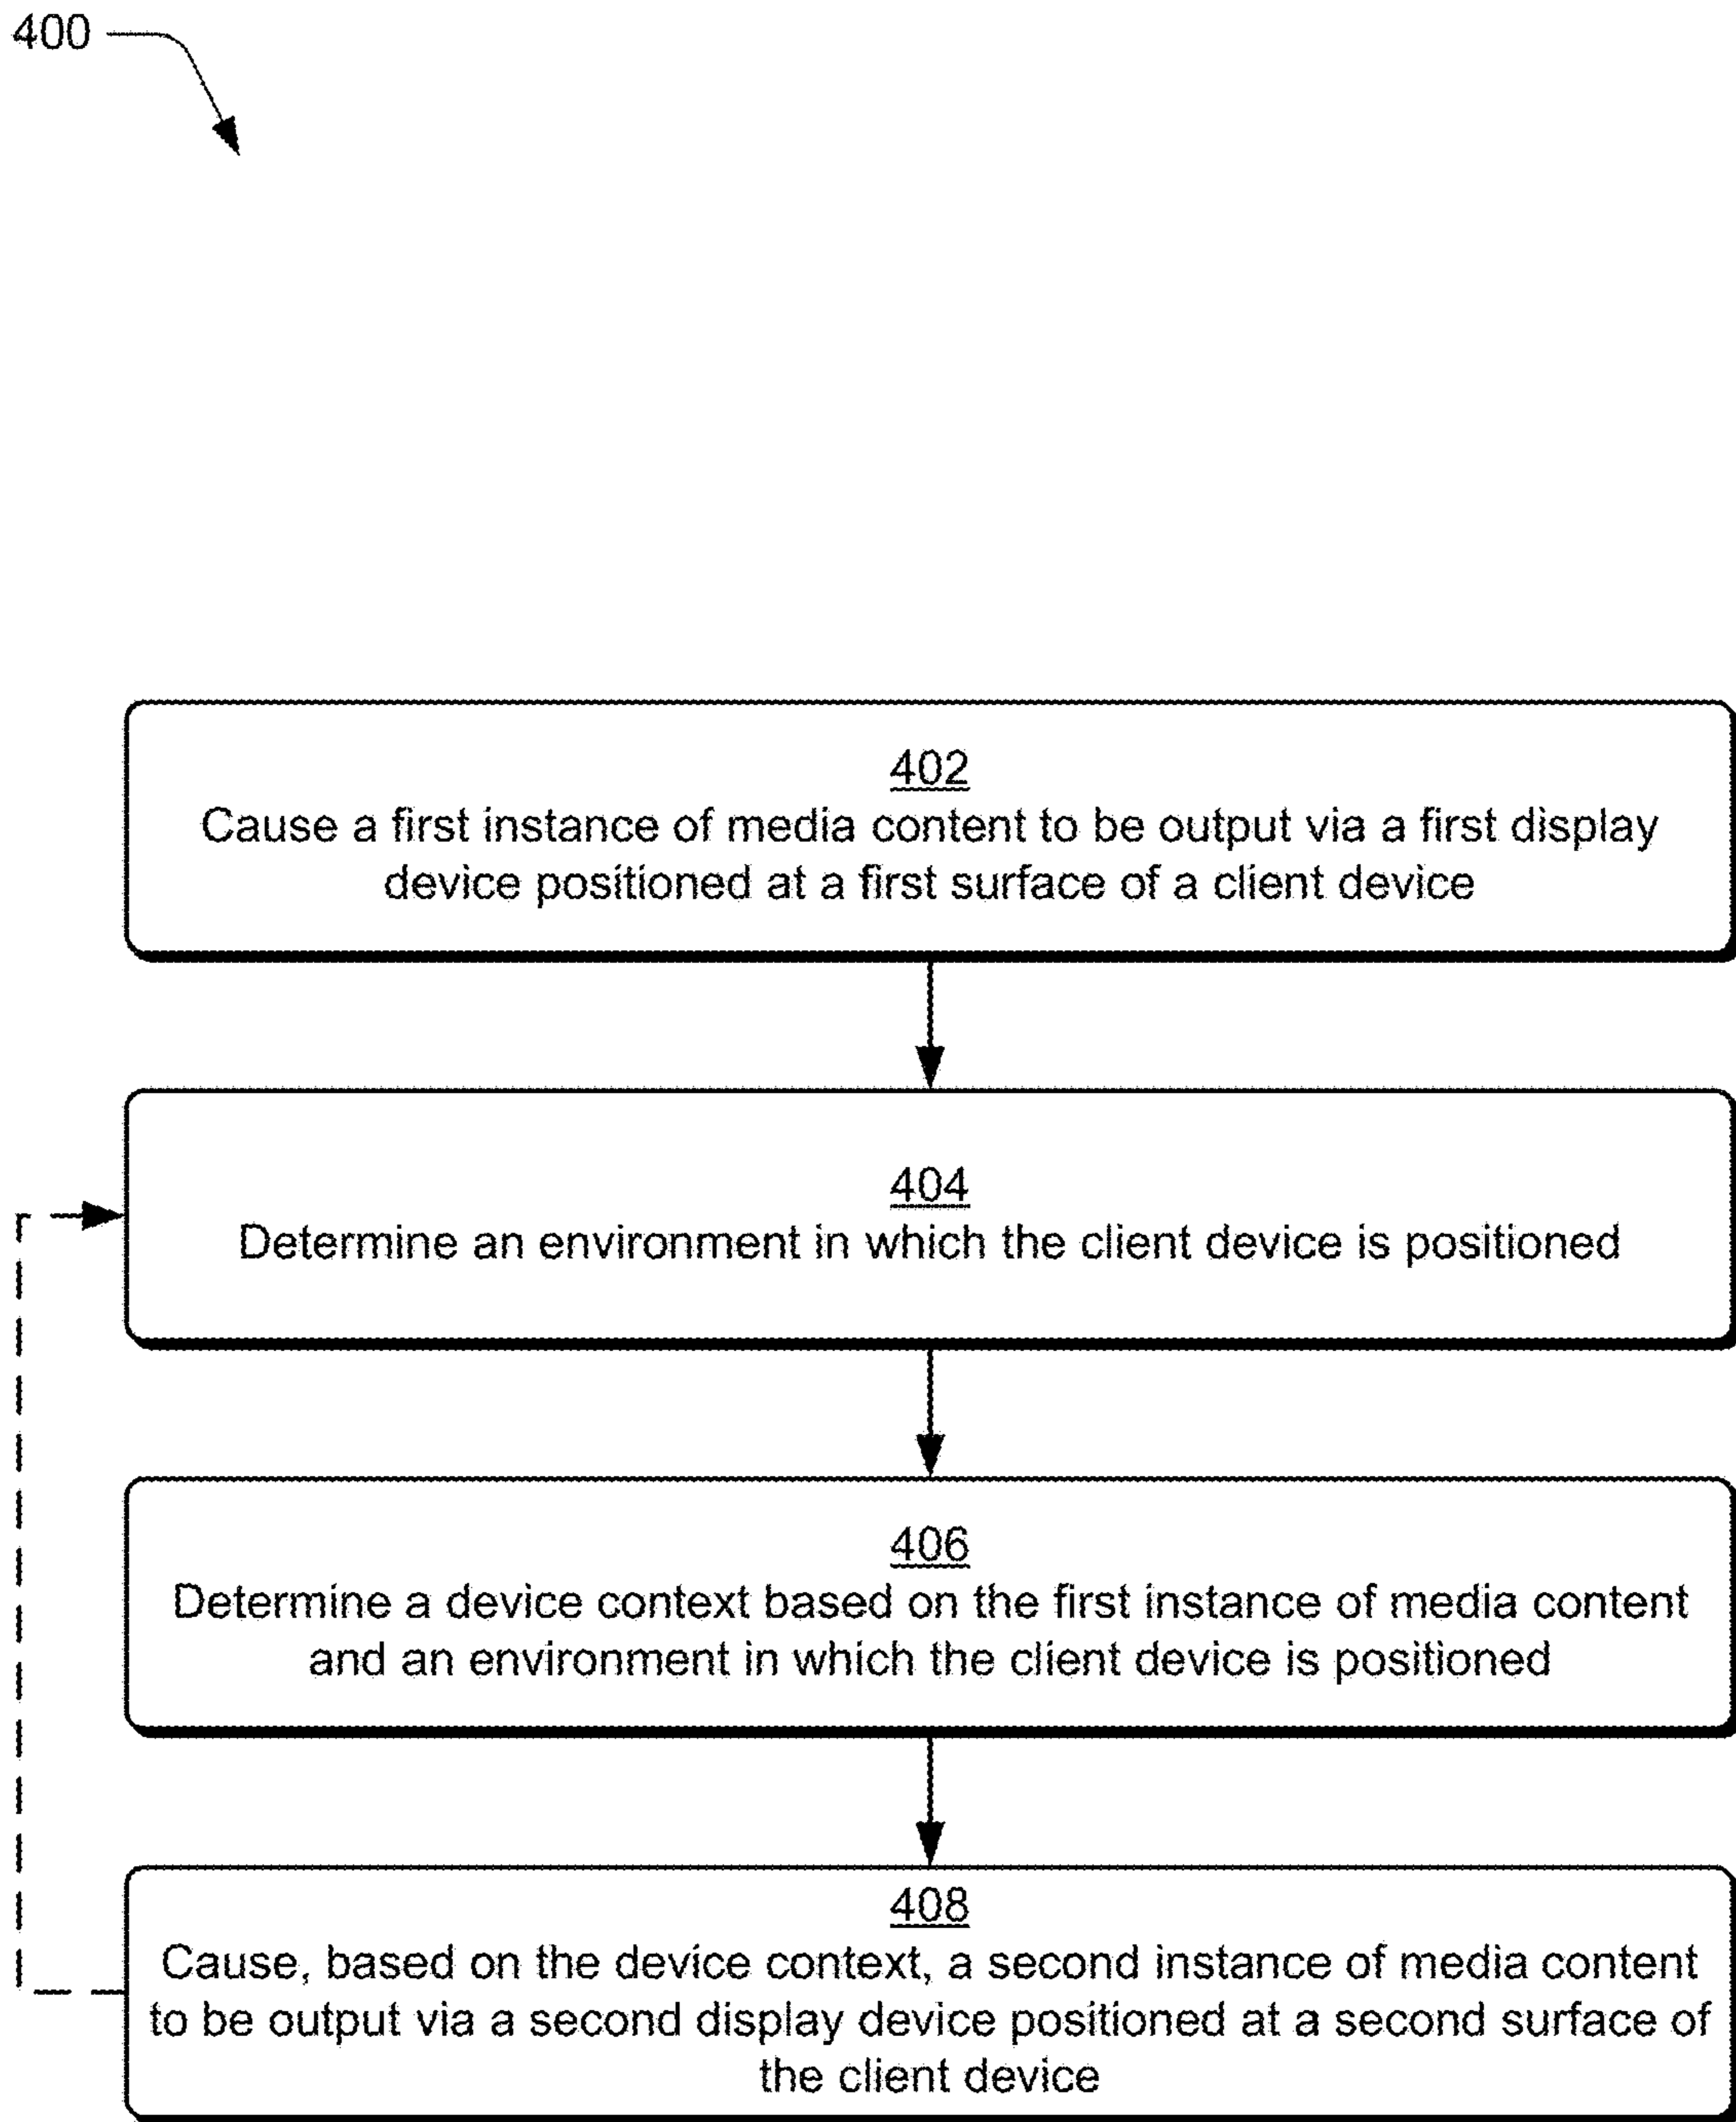 400
402
Cause a first instance of media content to be output via a first display
device positioned at a first surface of a client device
404
Determine an environment in which the client device is positioned
406
Determine a device context based on the first instance of media content
and an environment in which the client device is positioned
408
Cause, based on the device context, a second instance of media content
to be output via a second display device positioned at a second surface of
the client device